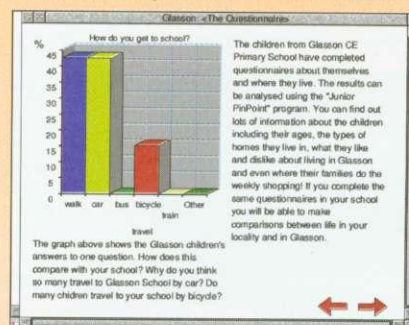 Glasson: «The Questionnaire»
How do you get to school?
%
45
40
35
30
25
20
15
10
5
0
walk car bus bicycle train Other
travel
The graph above shows the Glasson children's
answers to one question. How does this
compare with your school? Why do you think
so many travel to Glasson School by car? Do
many chidren travel to your school by bicycle?
The children from Glasson CE
Primary School have completed
questionnaires about themselves
and where they live. The results can
be analysed using the "Junior
PinPoint" program. You can find out
lots of information about the children
including their ages, the types of
homes they live in, what they like
and dislike about living in Glasson
and even where their families do the
weekly shopping! If you complete the
same questionnaires in your school
you will be able to make
comparisons between life in your
locality and in Glasson.